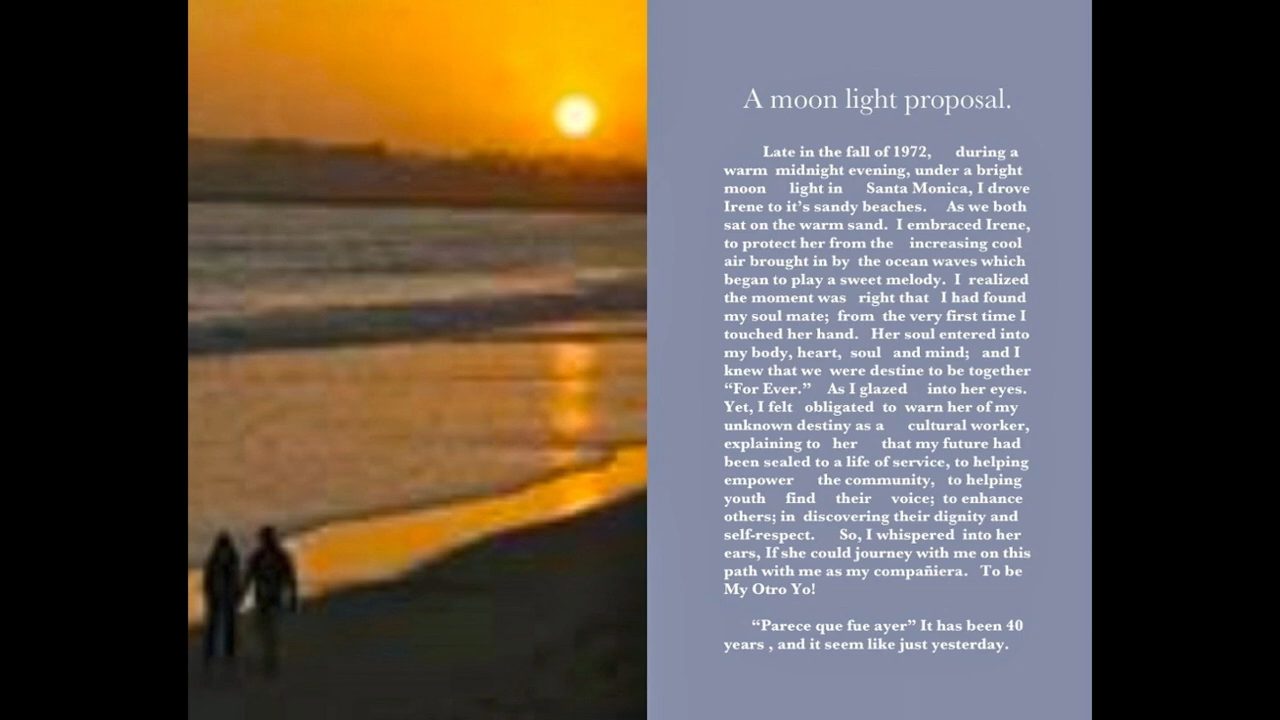 A moon light proposal.
Late in the fall of 1972, during a
warm midnight evening, under a bright
moon light in Santa Monica, I drove
Irene to it’s sandy beaches. As we both
sat on the warm sand. I embraced Irene,
to protect her from the increasing cool
air brought in by the ocean waves which
began to play a sweet melody. I realized
the moment was right that I had found
my soul mate; from the very first time I
touched her hand. Her soul entered into
my body, heart, soul and mind; and I
knew that we were destine to be together
“For Ever.” As I glazed into her eyes.
Yet, I felt obligated to warn her of my
unknown destiny as a cultural worker,
explaining to her that my future had
been sealed to a life of service, to helping
empower the community, to helping
youth find their voice; to enhance
others; in discovering their dignity and
self-respect. So, I whispered into her
ears, If she could journey with me on this
path with me as my compañiera. To be
My Otro Yo!
“Parece que fue ayer” It has been 40
years , and it seem like just yesterday.